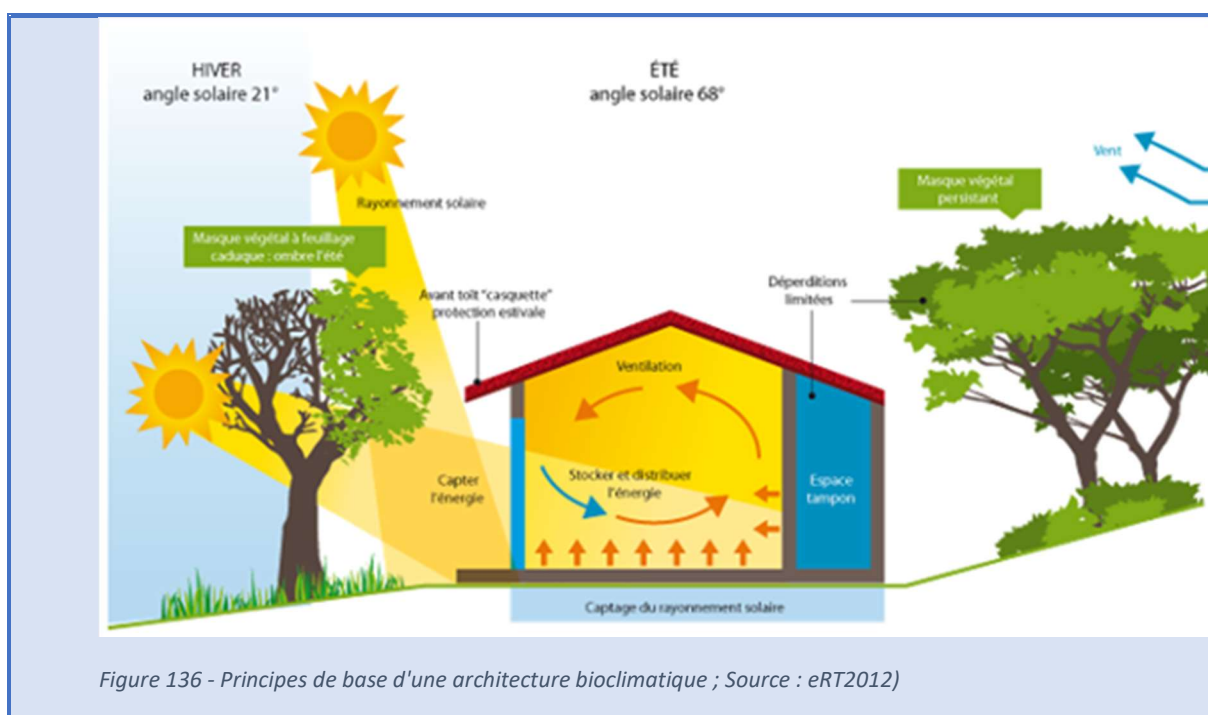 HIVER
angle solaire 21°
ÉTÉ
angle solaire 68°
Vent
Masque végétal
persistant
Rayonnement solaire
Masque végétal à feuillage
caduque : ombre l'été
Avant toît "casquette"
protection estivale
Déperditions
limitées
Ventilation
Capter
l'énergie
Stocker et distribuer
l'énergie
Espace
tampon
Captage du rayonnement solaire
Figure 136 - Principes de base d'une architecture bioclimatique ; Source : eRT2012)